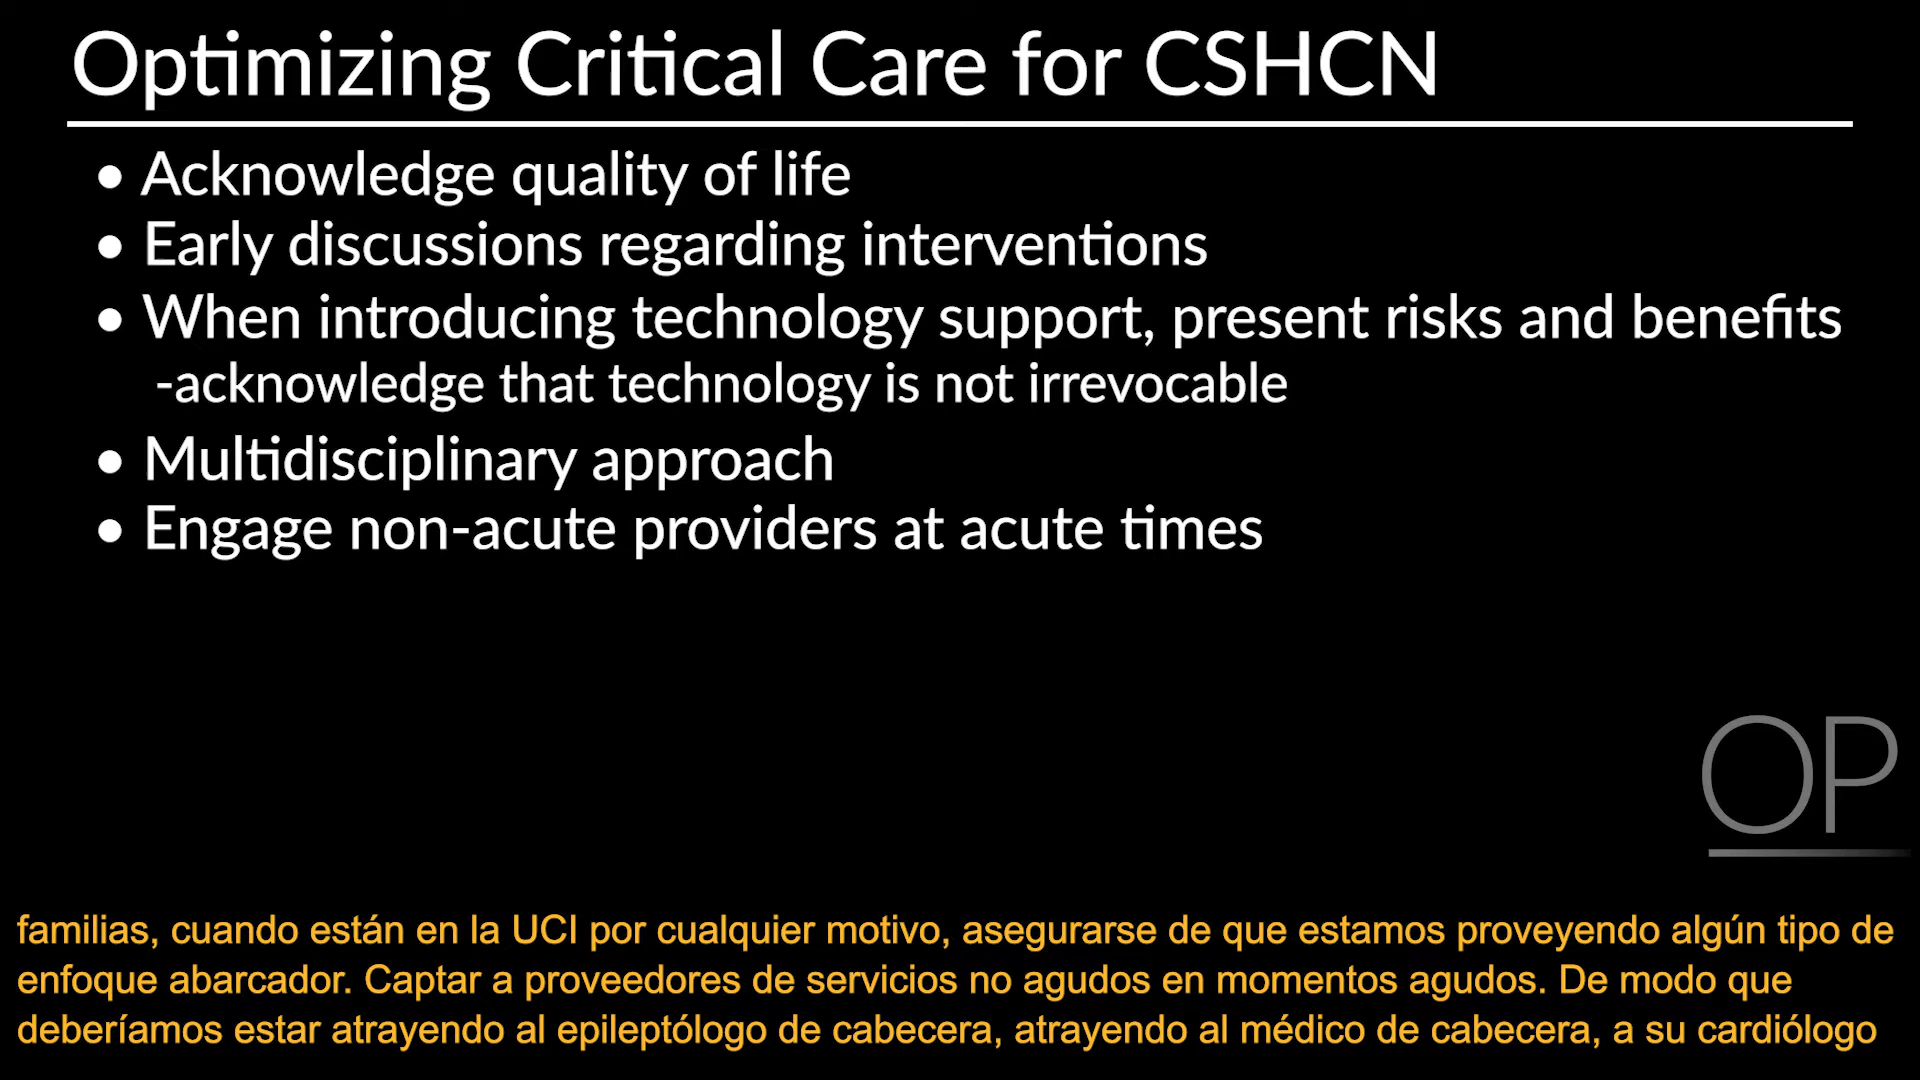 Optimizing Critical Care for CSHCN
• Acknowledge quality of life
• Early discussions regarding interventions
• When introducing technology support, present risks and benefits
-acknowledge that technology is not irrevocable
• Multidisciplinary approach
• Engage non-acute providers at acute times
OP
familias, cuando están en la UCI por cualquier motivo, asegurarse de que estamos proveyendo algún tipo de
enfoque abarcador. Captar a proveedores de servicios no agudos en momentos agudos. De modo que
deberíamos estar atrayendo al epileptólogo de cabecera, atrayendo al médico de cabecera, a su cardiólogo